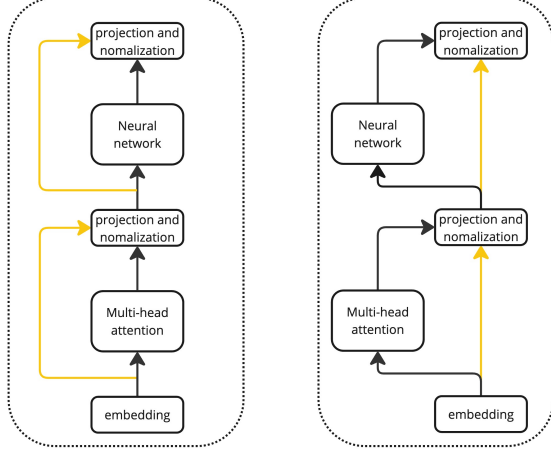 projection and
nomalization
Neural
network
projection and
nomalization
Multi-head
attention
embedding
projection and
nomalization
Neural
network
projection and
nomalization
Multi-head
attention
embedding